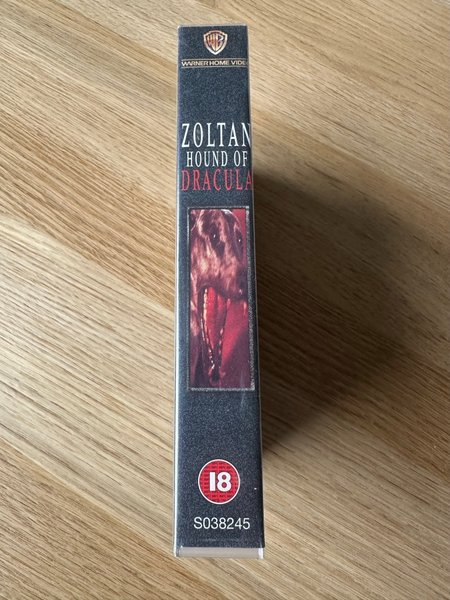 WB
WARNER HOME VIDEO
ZOLTAN
HOUND OF
DRACULA
18
S038245